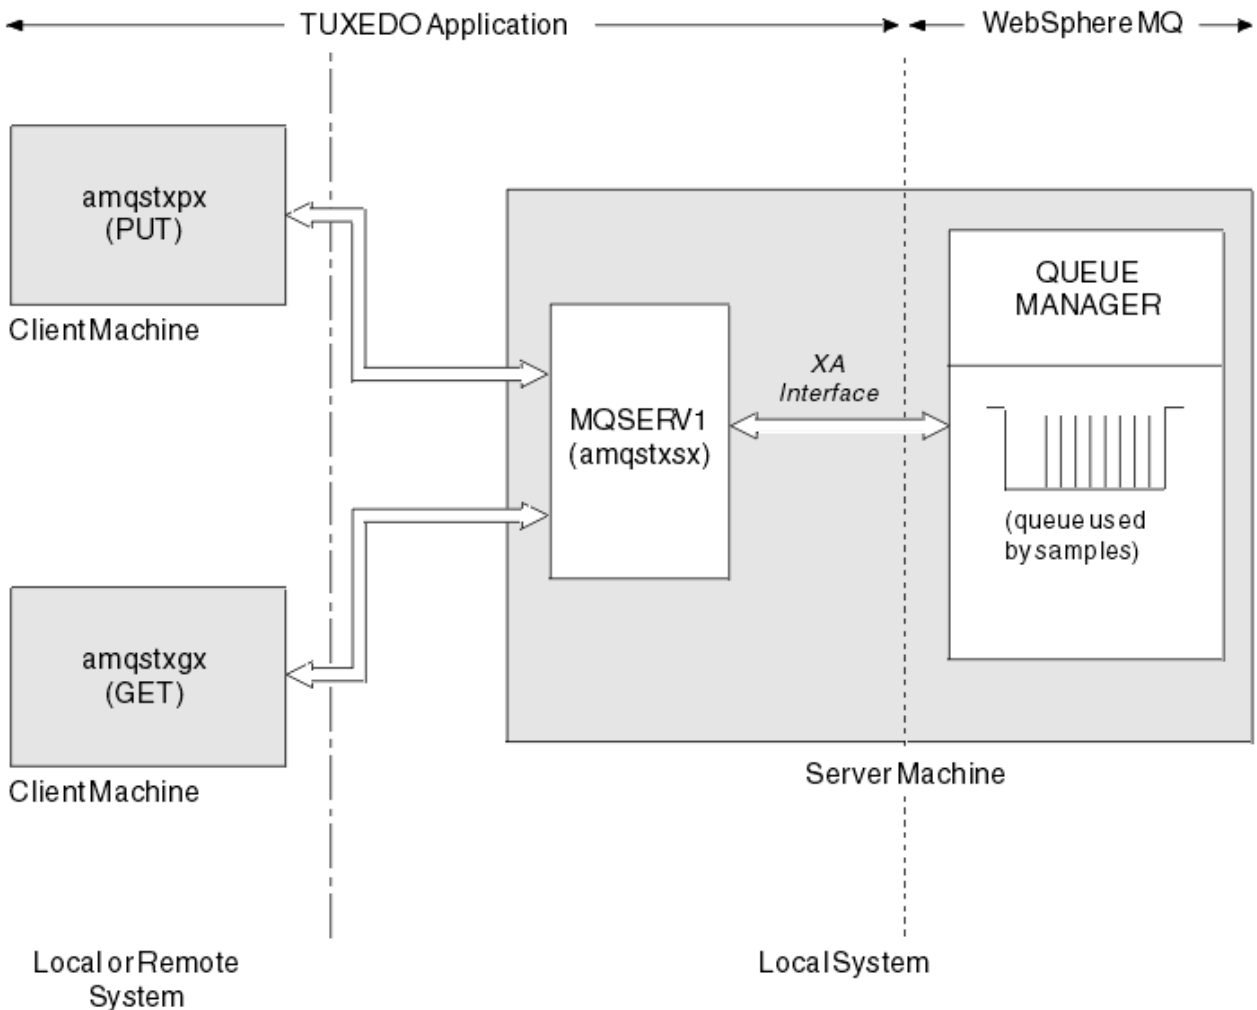 TUXEDO Application
WebSphere MQ
amqstxpx
(PUT)
Client Machine
QUEUE
MANAGER
XA
Interface
MQSERV1
(amqstxsx)
(queue used
by samples)
amqstxgx
(GET)
Client Machine
Server Machine
Local or Remote
System
Local System